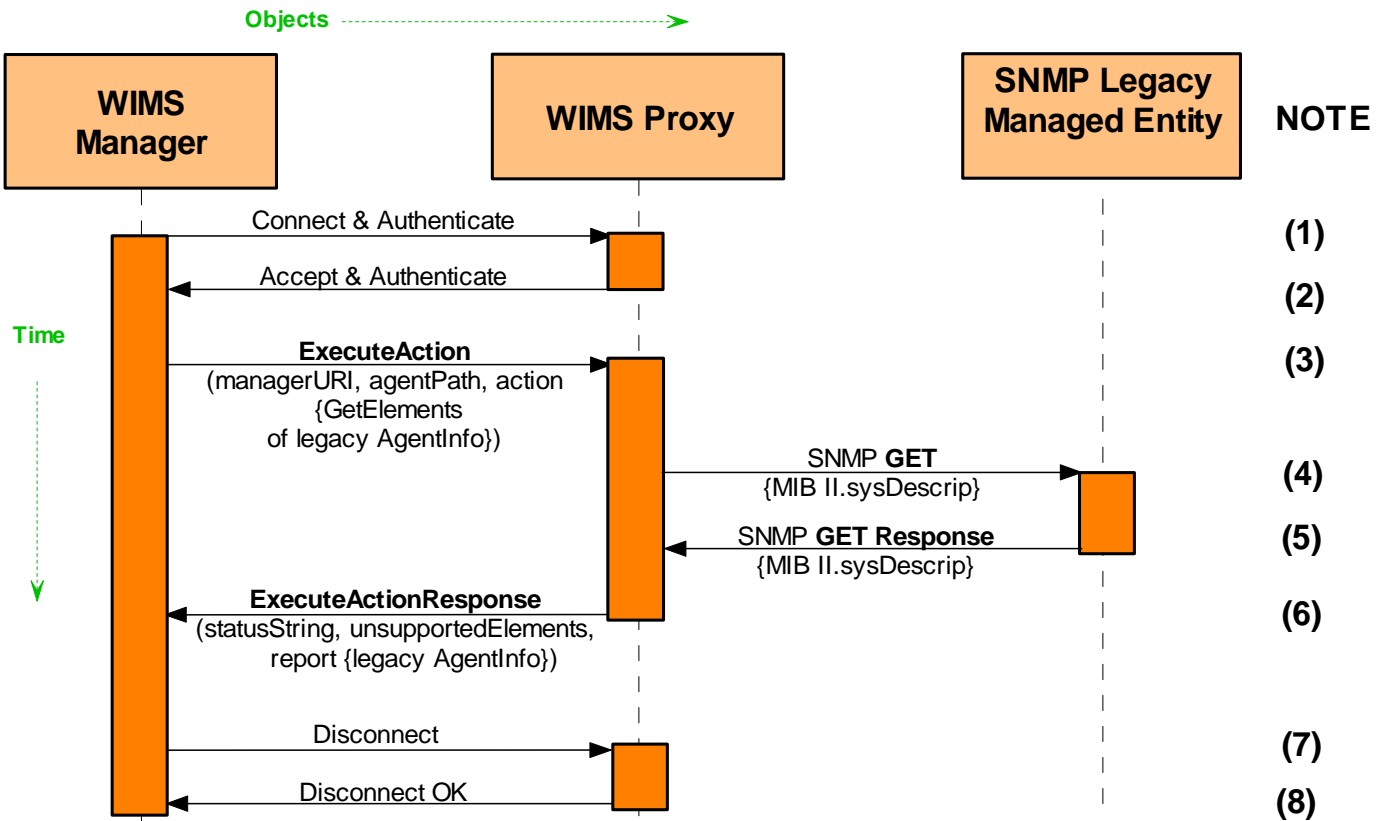 Objects
WIMS
Manager
WIMS Proxy
SNMP Legacy
Managed Entity
NOTE
Connect & Authenticate
(1)
Accept & Authenticate
(2)
Time
ExecuteAction
(managerURI, agentPath, action
{GetElements
of legacy AgentInfo})
(3)
SNMP GET
{MIB II.sysDescrip}
(4)
SNMP GET Response
{MIB II.sysDescrip}
(5)
ExecuteActionResponse
(statusString, unsupportedElements,
report {legacy AgentInfo})
(6)
Disconnect
(7)
Disconnect OK
(8)